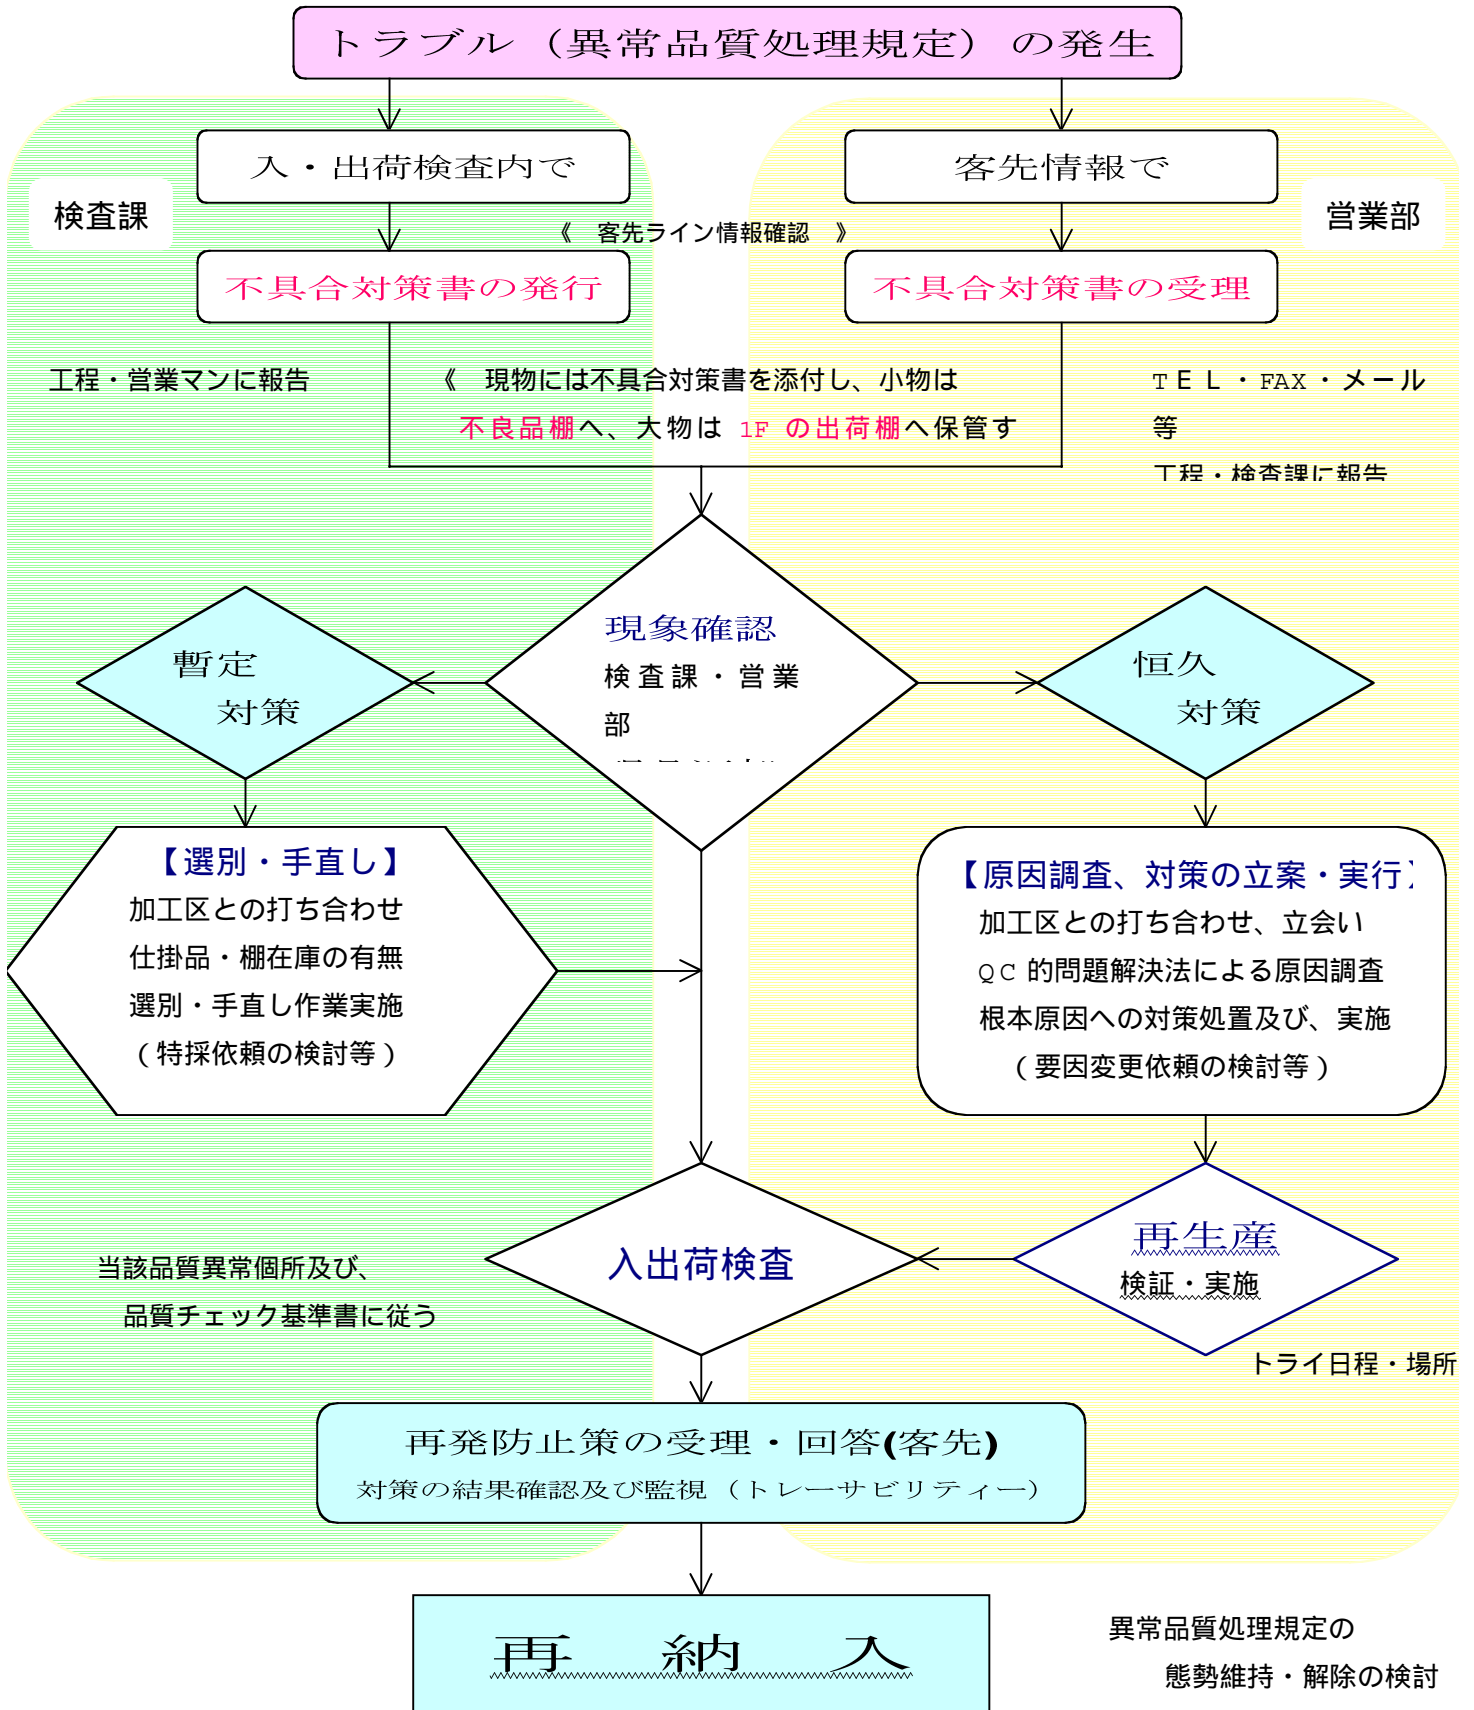 トラブル（異常品質処理規定）の発生
入・出荷検査内で
客先情報で
検査課
営業部
《　客先ライン情報確認　》
不具合対策書の発行
不具合対策書の受理
工程・営業マンに報告
《　現物には不具合対策書を添付し、小物は
不良品棚へ、大物は 1F の出荷棚へ保管す
ＴＥＬ・FAX・メール
等
工程・検査課に報告
現象確認
検査課・営業
部
暫定
対策
恒久
対策
【選別・手直し】
加工区との打ち合わせ
仕掛品・棚在庫の有無
選別・手直し作業実施
（特採依頼の検討等）
【原因調査、対策の立案・実行】
加工区との打ち合わせ、立会い
ＱＣ的問題解決法による原因調査
根本原因への対策処置及び、実施
（要因変更依頼の検討等）
再生産
検証・実施
入出荷検査
当該品質異常個所及び、
品質チェック基準書に従う
トライ日程・場所
再発防止策の受理・回答(客先)
対策の結果確認及び監視（トレーサビリティー）
再　納　入
異常品質処理規定の
態勢維持・解除の検討